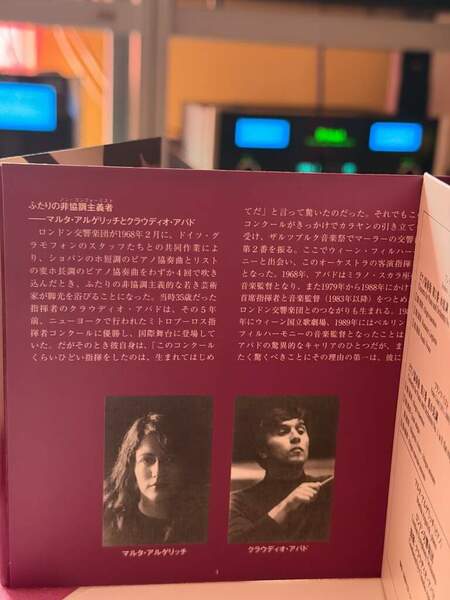 ノン・コンフォーミスト
ふたりの非協調主義者
——マルタ・アルゲリッチとクラウディオ・アバド
　ロンドン交響楽団が1968年２月に、ドイツ・グ
ラモフォンのスタッフたちとの共同作業によ
り、ショパンのホ短調のピアノ協奏曲とリスト
の変ホ長調のピアノ協奏曲をわずか４回で吹き
込んだとき、ふたりの非協調主義的な若き芸術
家が脚光を浴びることになった。当時35歳だった
指揮者のクラウディオ・アバドは、その５年
前、ニューヨークで行われたミトロプーロス指
揮者コンクールに優勝し、国際舞台に登場して
いた。だがそのとき彼自身は、「このコンクール
くらいひどい指揮をしたのは、生まれてはじめ
てだ」と言って驚いたのだった。それでもこの
コンクールがきっかけでカラヤンの引き立て
受け、ザルツブルク音楽祭でマーラーの交響
第２番を振る。ここでウィーン・フィルハー
ニーと出会い、このオーケストラの客演指揮
となった。1968年、アバドはミラノ・スカラ座
音楽監督となり、また1979年から1988年にかけ
首席指揮者と音楽監督（1983年以降）をつとめ
ロンドン交響楽団とのつながりも生まれる。19
年にウィーン国立歌劇場、1989年にはベルリン
フィルハーモニーの音楽監督となったことは
アバドの驚異的なキャリアのひとつだが、ま
たく驚くべきことにその理由の第一は、彼に
マルタ・アルゲリッチ
クラウディオ・アバド
4